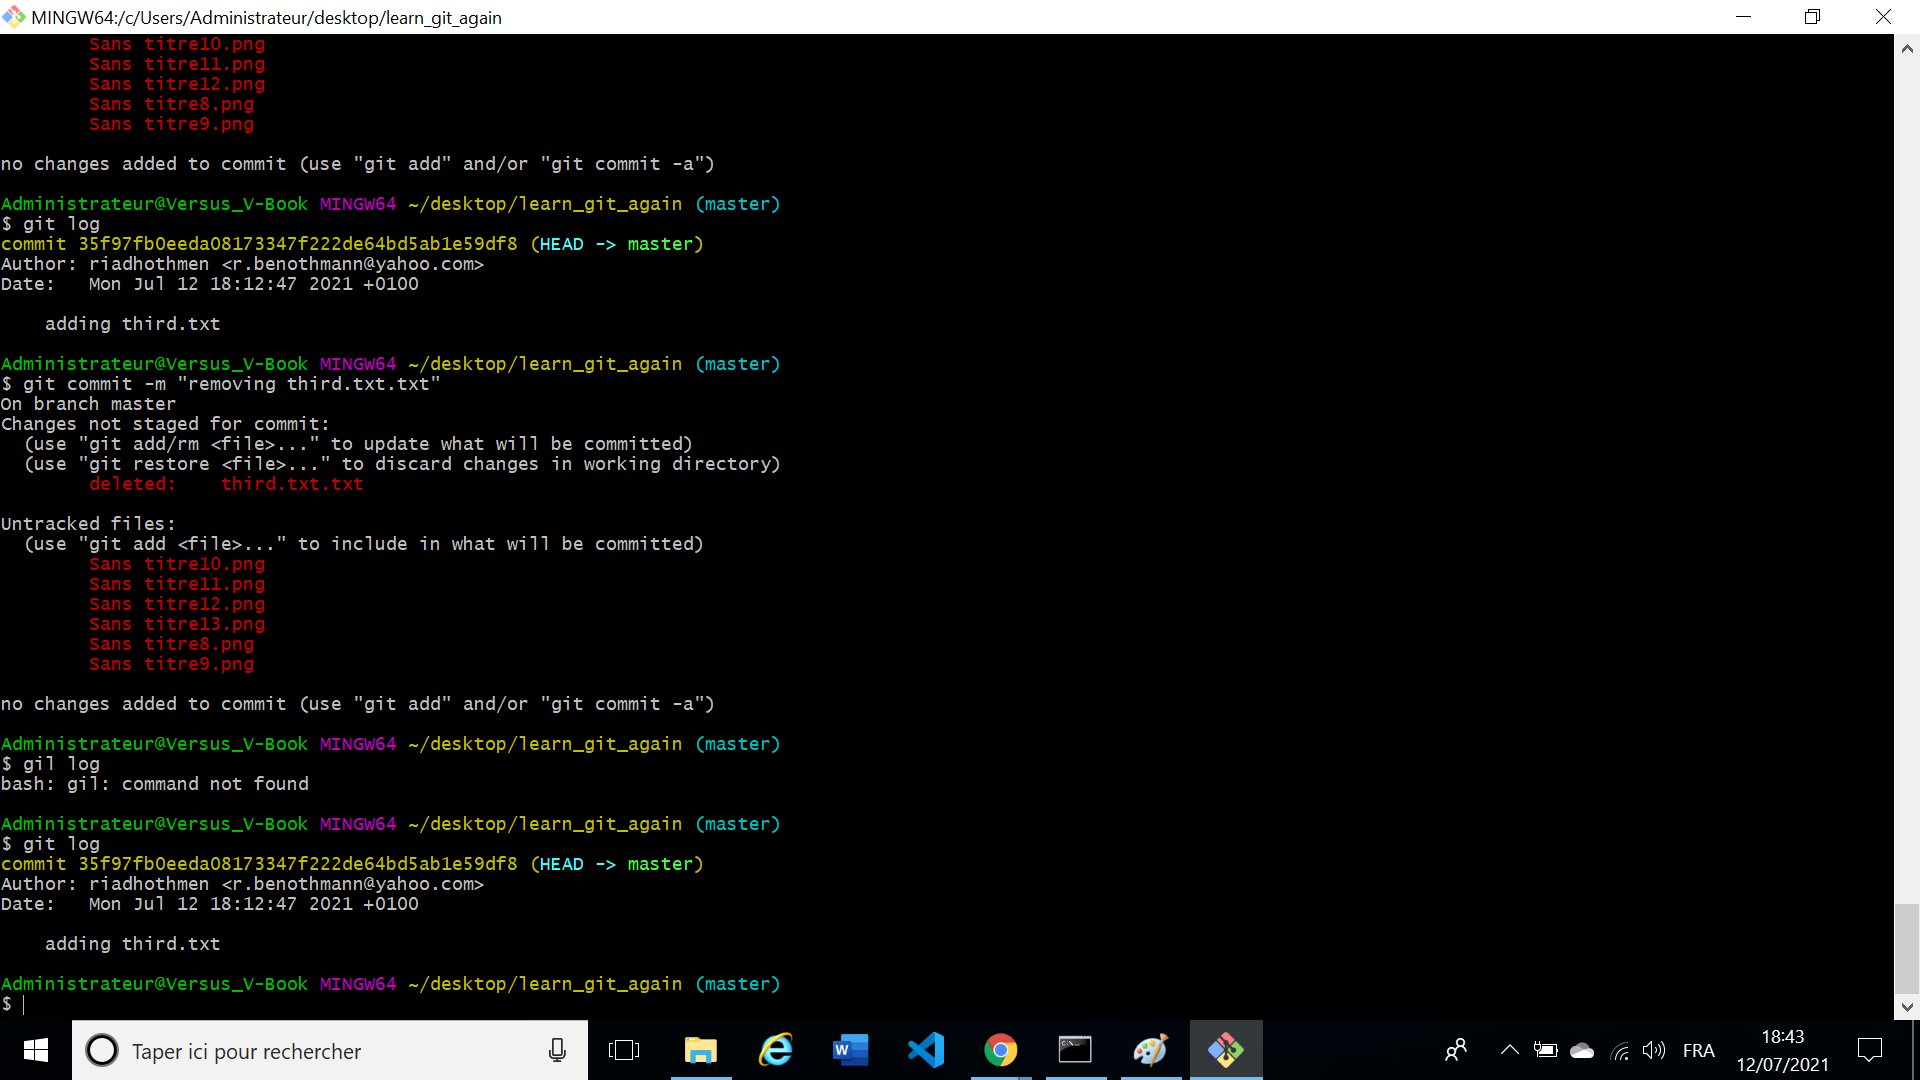 MINGW64:/c/Users/Administrateur/desktop/learn_git_again
Sans titre10.png
Sans titre11.png
Sans titre12.png
Sans titre8.png
Sans titre9.png
no changes added to commit (use "git add" and/or "git commit -a")
Administrateur@Versus_V-Book MINGW64 ~/desktop/learn_git_again (master)
$ git log
commit 35f97fb0eeda08173347f222de64bd5ab1e59df8 (HEAD -> master)
Author: riadhothmen <r.benothmann@yahoo.com>
Date:   Mon Jul 12 18:12:47 2021 +0100
adding third.txt
Administrateur@Versus_V-Book MINGW64 ~/desktop/learn_git_again (master)
$ git commit -m "removing third.txt.txt"
On branch master
Changes not staged for commit:
(use "git add/rm <file>..." to update what will be committed)
(use "git restore <file>..." to discard changes in working directory)
deleted:    third.txt.txt
Untracked files:
(use "git add <file>..." to include in what will be committed)
Sans titre10.png
Sans titre11.png
Sans titre12.png
Sans titre13.png
Sans titre8.png
Sans titre9.png
no changes added to commit (use "git add" and/or "git commit -a")
Administrateur@Versus_V-Book MINGW64 ~/desktop/learn_git_again (master)
$ gil log
bash: gil: command not found
Administrateur@Versus_V-Book MINGW64 ~/desktop/learn_git_again (master)
$ git log
commit 35f97fb0eeda08173347f222de64bd5ab1e59df8 (HEAD -> master)
Author: riadhothmen <r.benothmann@yahoo.com>
Date:   Mon Jul 12 18:12:47 2021 +0100
adding third.txt
Administrateur@Versus_V-Book MINGW64 ~/desktop/learn_git_again (master)
$
Taper ici pour rechercher
FRA
18:43
12/07/2021